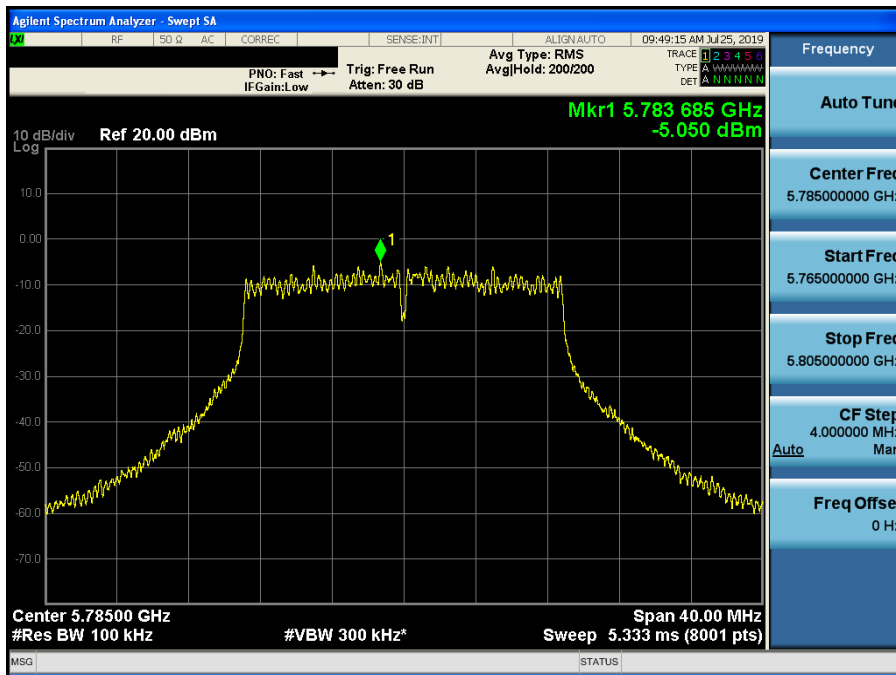 Agilent Spectrum Analyzer - Swept SA
LXI RF 50 Ω AC CORREC SENSE:INT ALIGN AUTO 09:49:15 AM Jul 25, 2019
PNO: Fast
IFGain:Low
Trig: Free Run
Atten: 30 dB
Avg Type: RMS
Avg|Hold: 200/200
TRACE 1 2 3 4 5 6
TYPE A WWWWW
DET A N N N N N
Mkr1 5.783 685 GHz
-5.050 dBm
10 dB/div Ref 20.00 dBm
Log
10.0
0.00
-10.0
-20.0
-30.0
-40.0
-50.0
-60.0
-70.0
1
Center 5.78500 GHz Span 40.00 MHz
#Res BW 100 kHz #VBW 300 kHz* Sweep 5.333 ms (8001 pts)
MSG STATUS
Frequency
Auto Tune
Center Freq
5.785000000 GHz
Start Freq
5.765000000 GHz
Stop Freq
5.805000000 GHz
CF Step
4.000000 MHz
Auto Man
Freq Offset
0 Hz